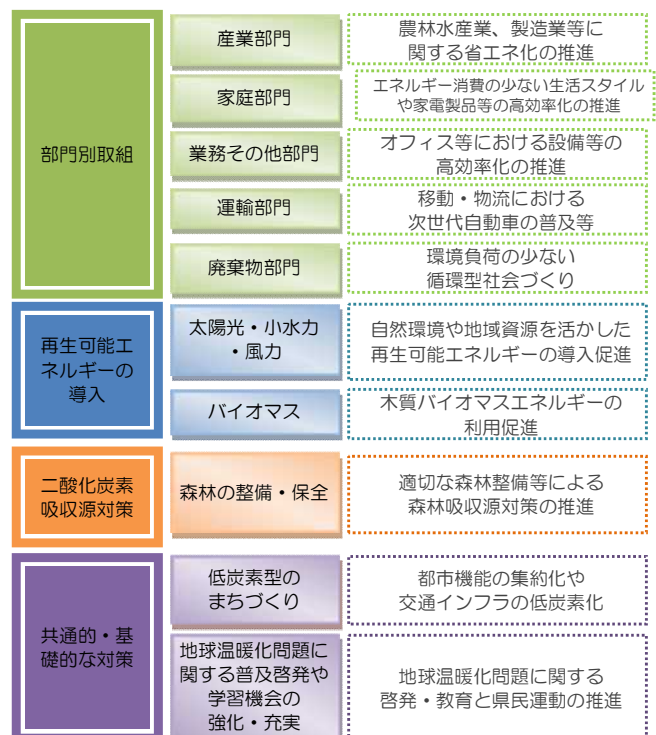 部門別取組
産業部門
農林水産業、製造業等に
関する省エネ化の推進
家庭部門
エネルギー消費の少ない生活スタイル
や家電製品等の高効率化の推進
業務その他部門
オフィス等における設備等の
高効率化の推進
運輸部門
移動・物流における
次世代自動車の普及等
廃棄物部門
環境負荷の少ない
循環型社会づくり
再生可能エ
ネルギーの
導入
太陽光・小水力
・風力
自然環境や地域資源を活かした
再生可能エネルギーの導入促進
バイオマス
木質バイオマスエネルギーの
利用促進
二酸化炭素
吸収源対策
森林の整備・保全
適切な森林整備等による
森林吸収源対策の推進
共通的・基
礎的な対策
低炭素型の
まちづくり
都市機能の集約化や
交通インフラの低炭素化
地球温暖化問題に
関する普及啓発や
学習機会の
強化・充実
地球温暖化問題に関する
啓発・教育と県民運動の推進